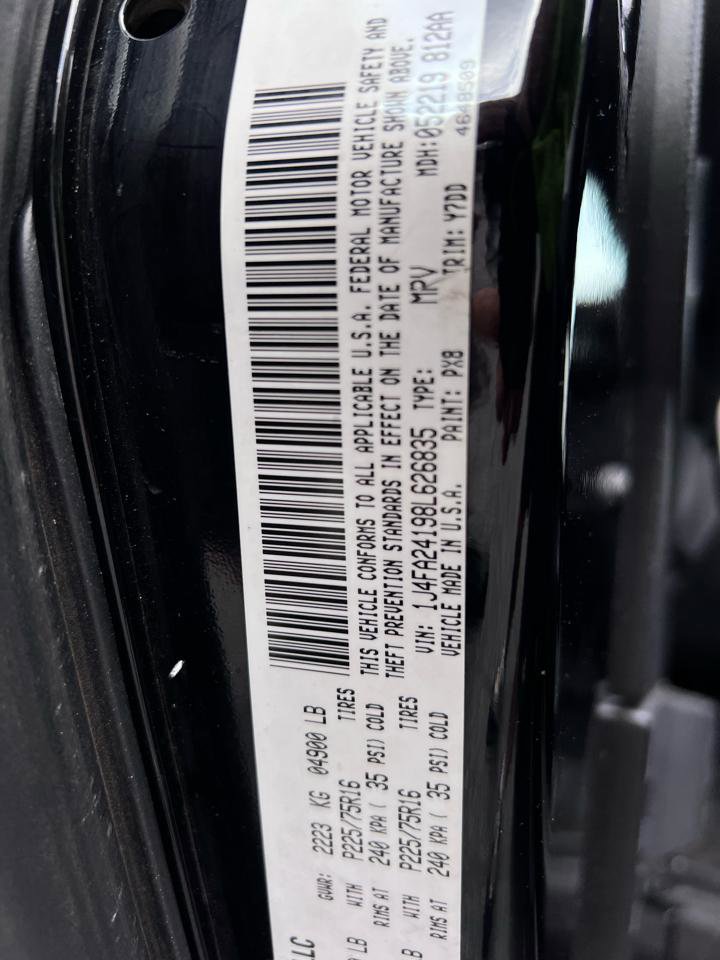 LLC
GVWR: 2223 KG 04900 LB
LB WITH P225/75R16 TIRES
RIMS AT 240 KPA ( 35 PSI) COLD
B WITH P225/75R16 TIRES
RIMS AT 240 KPA ( 35 PSI) COLD
THIS VEHICLE CONFORMS TO ALL APPLICABLE U.S.A. FEDERAL MOTOR VEHICLE SAFETY AND
THEFT PREVENTION STANDARDS IN EFFECT ON THE DATE OF MANUFACTURE SHOWN ABOVE.
VIN: 1J4FA24198L626835 TYPE: MPV MDH:052219 812AA
VEHICLE MADE IN U.S.A. PAINT: PX8 TRIM: Y7DD